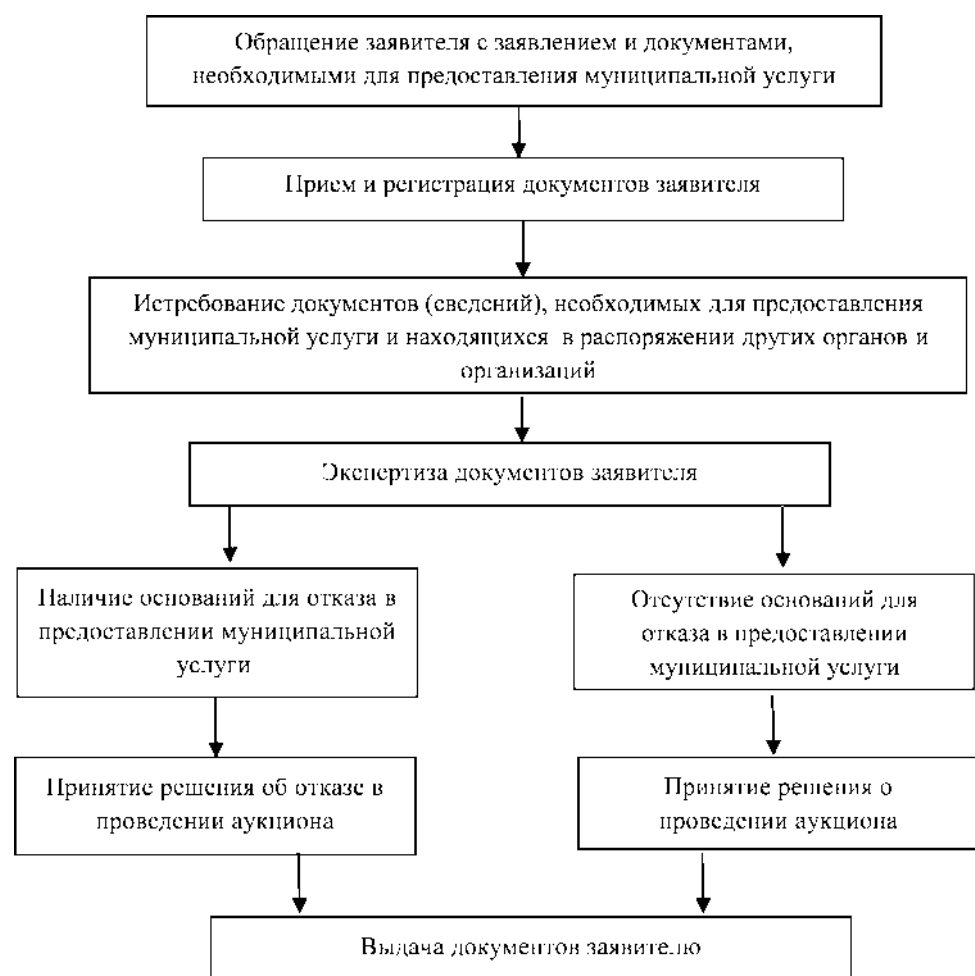 Обращение заявителя с заявлением и документами,
необходимыми для предоставления муниципальной услуги
Прием и регистрация документов заявителя
Истребование документов (сведений), необходимых для предоставления
муниципальной услуги и находящихся в распоряжении других органов и
организаций
Экспертиза документов заявителя
Наличие оснований для отказа в
предоставлении муниципальной
услуги
Отсутствие оснований для
отказа в предоставлении
муниципальной услуги
Принятие решения об отказе в
проведении аукциона
Принятие решения о
проведении аукциона
Выдача документов заявителю